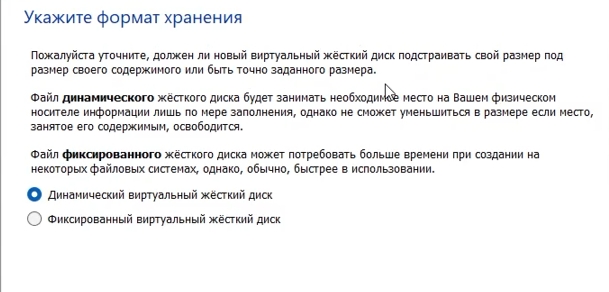 Укажите формат хранения
Пожалуйста уточните, должен ли новый виртуальный жёсткий диск подстраивать свой размер под
размер своего содержимого или быть точно заданного размера.
Файл динамического жёсткого диска будет занимать необходимое место на Вашем физическом
носителе информации лишь по мере заполнения, однако не сможет уменьшиться в размере если место,
занятое его содержимым, освободится.
Файл фиксированного жёсткого диска может потребовать больше времени при создании на
некоторых файловых системах, однако, обычно, быстрее в использовании.
Динамический виртуальный жёсткий диск
Фиксированный виртуальный жёсткий диск